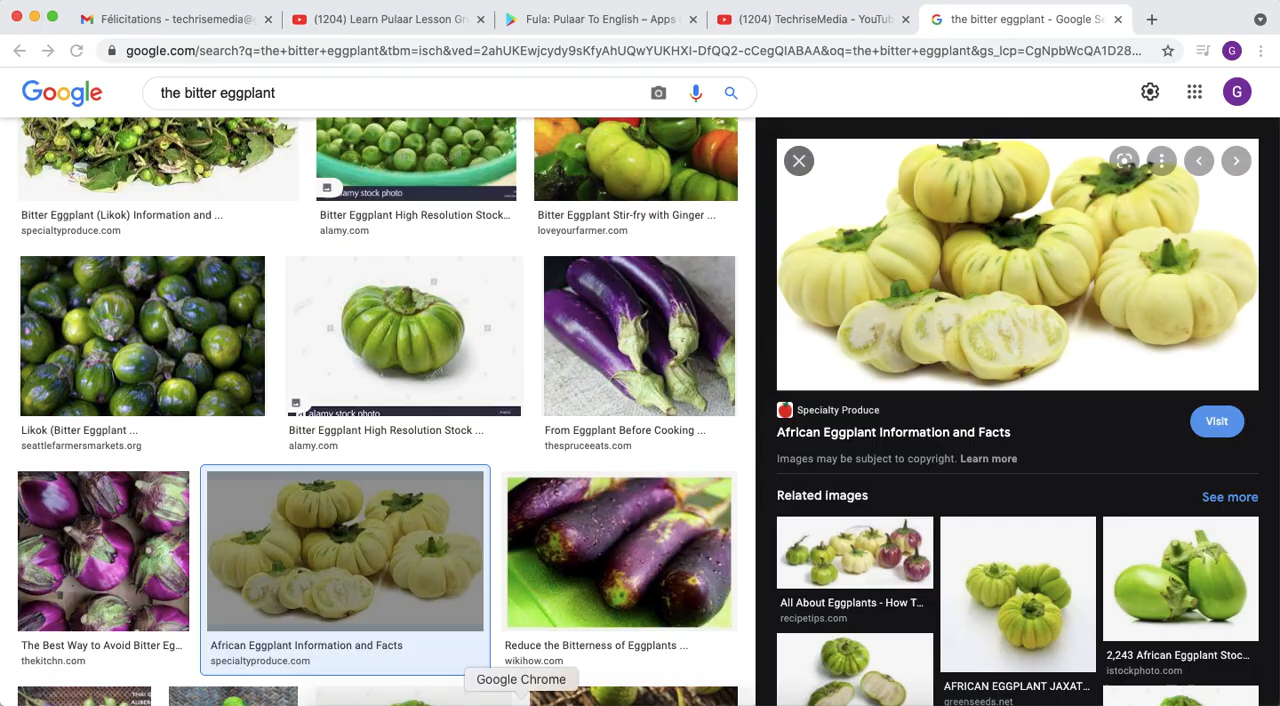 Félicitations - techrisemedia@g
(1204) Learn Pulaar Lesson Gr
Fula: Pulaar To English – Apps
(1204) TechriseMedia - YouTub
the bitter eggplant - Google Se
google.com/search?q=the+bitter+eggplant&tbm=isch&ved=2ahUKEwjcydy9sKfyAhUQwYUKHXI-DfQQ2-cCegQIABAA&oq=the+bitter+eggplant&gs_lcp=CgNpbWcQA1D28...
G
Google
the bitter eggplant
G
alamy stock photo
Bitter Eggplant (Likok) Information and ...
specialtyproduce.com
Bitter Eggplant High Resolution Stock...
alamy.com
Bitter Eggplant Stir-fry with Ginger ...
loveyourfarmer.com
alamy stock photo
Likok (Bitter Eggplant ...
seattlefarmersmarkets.org
Bitter Eggplant High Resolution Stock ...
alamy.com
From Eggplant Before Cooking ...
thespruceeats.com
The Best Way to Avoid Bitter Eg...
thekitchn.com
African Eggplant Information and Facts
specialtyproduce.com
Reduce the Bitterness of Eggplants ...
wikihow.com
Google Chrome
Specialty Produce
African Eggplant Information and Facts
Visit
Images may be subject to copyright. Learn more
Related images
See more
All About Eggplants - How T...
recipetips.com
AFRICAN EGGPLANT JAXAT...
greenseeds.net
2,243 African Eggplant Stoc...
istockphoto.com